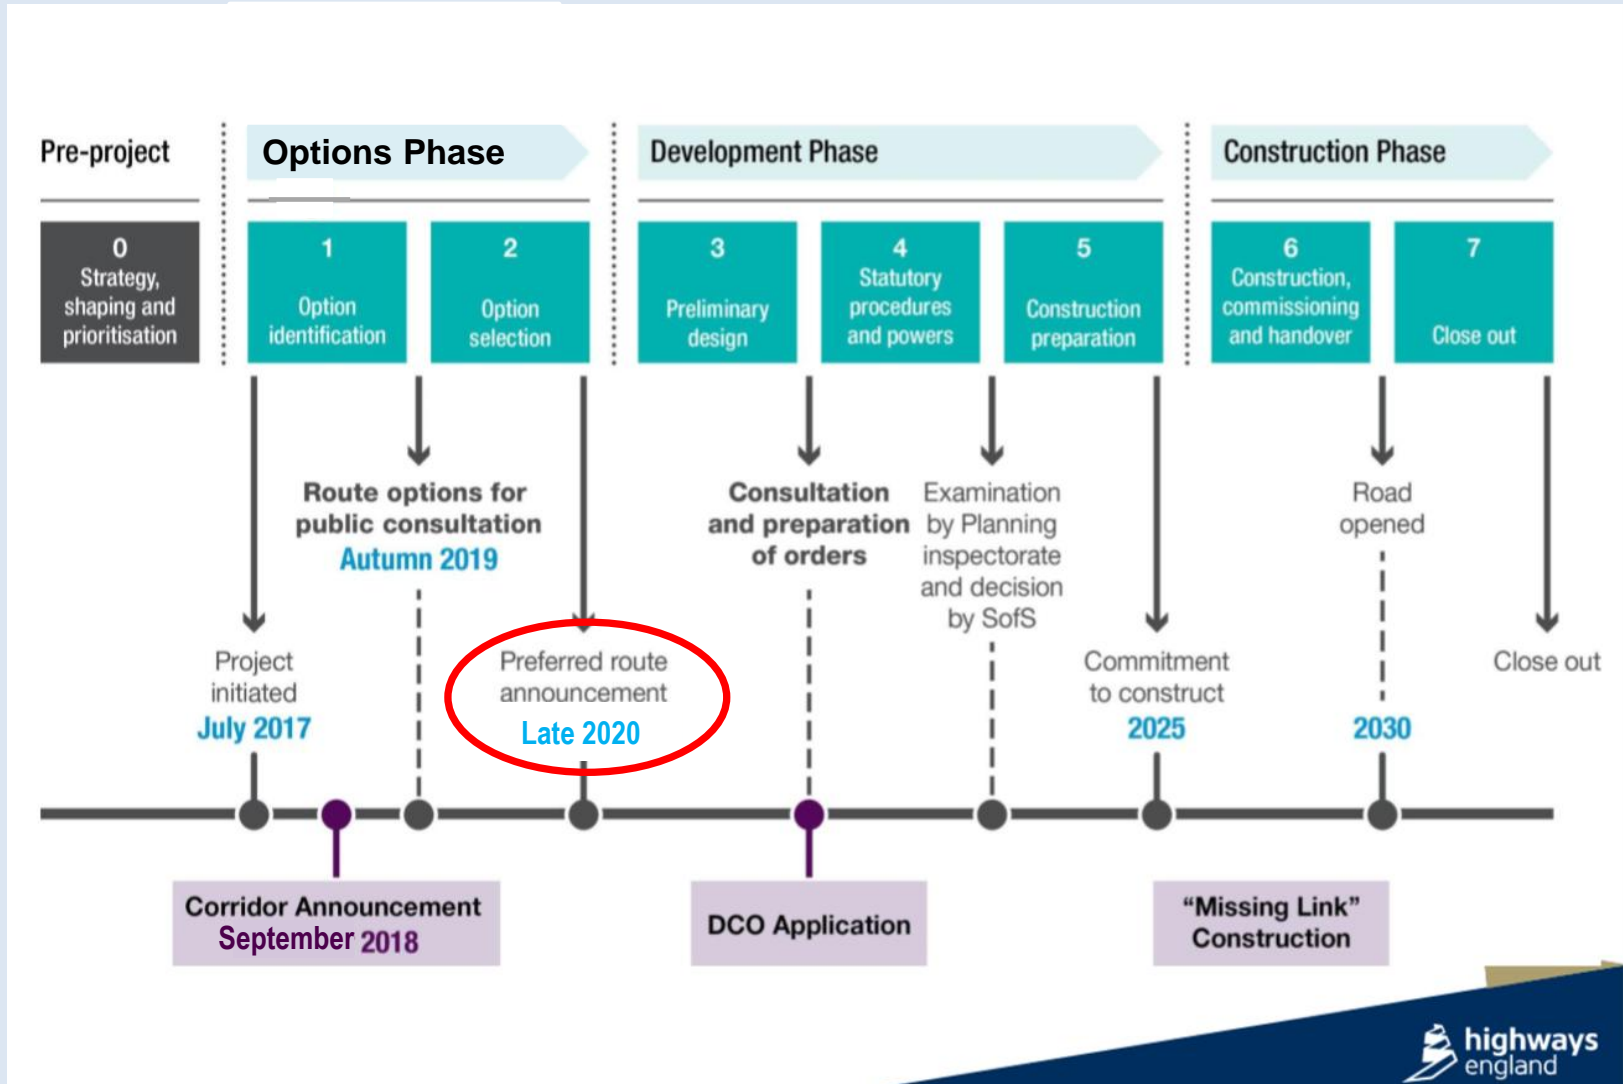 Pre-project
Options Phase
Development Phase
Construction Phase
0
Strategy,
shaping and
prioritisation
1
Option
identification
2
Option
selection
3
Preliminary
design
4
Statutory
procedures
and powers
5
Construction
preparation
6
Construction,
commissioning
and handover
7
Close out
Route options for
public consultation
Autumn 2019
Consultation
and preparation
of orders
Examination
by Planning
inspectorate
and decision
by SofS
Road
opened
Project
initiated
July 2017
Preferred route
announcement
Late 2020
Commitment
to construct
2025
2030
Close out
Corridor Announcement
September 2018
DCO Application
“Missing Link”
Construction
highways
england